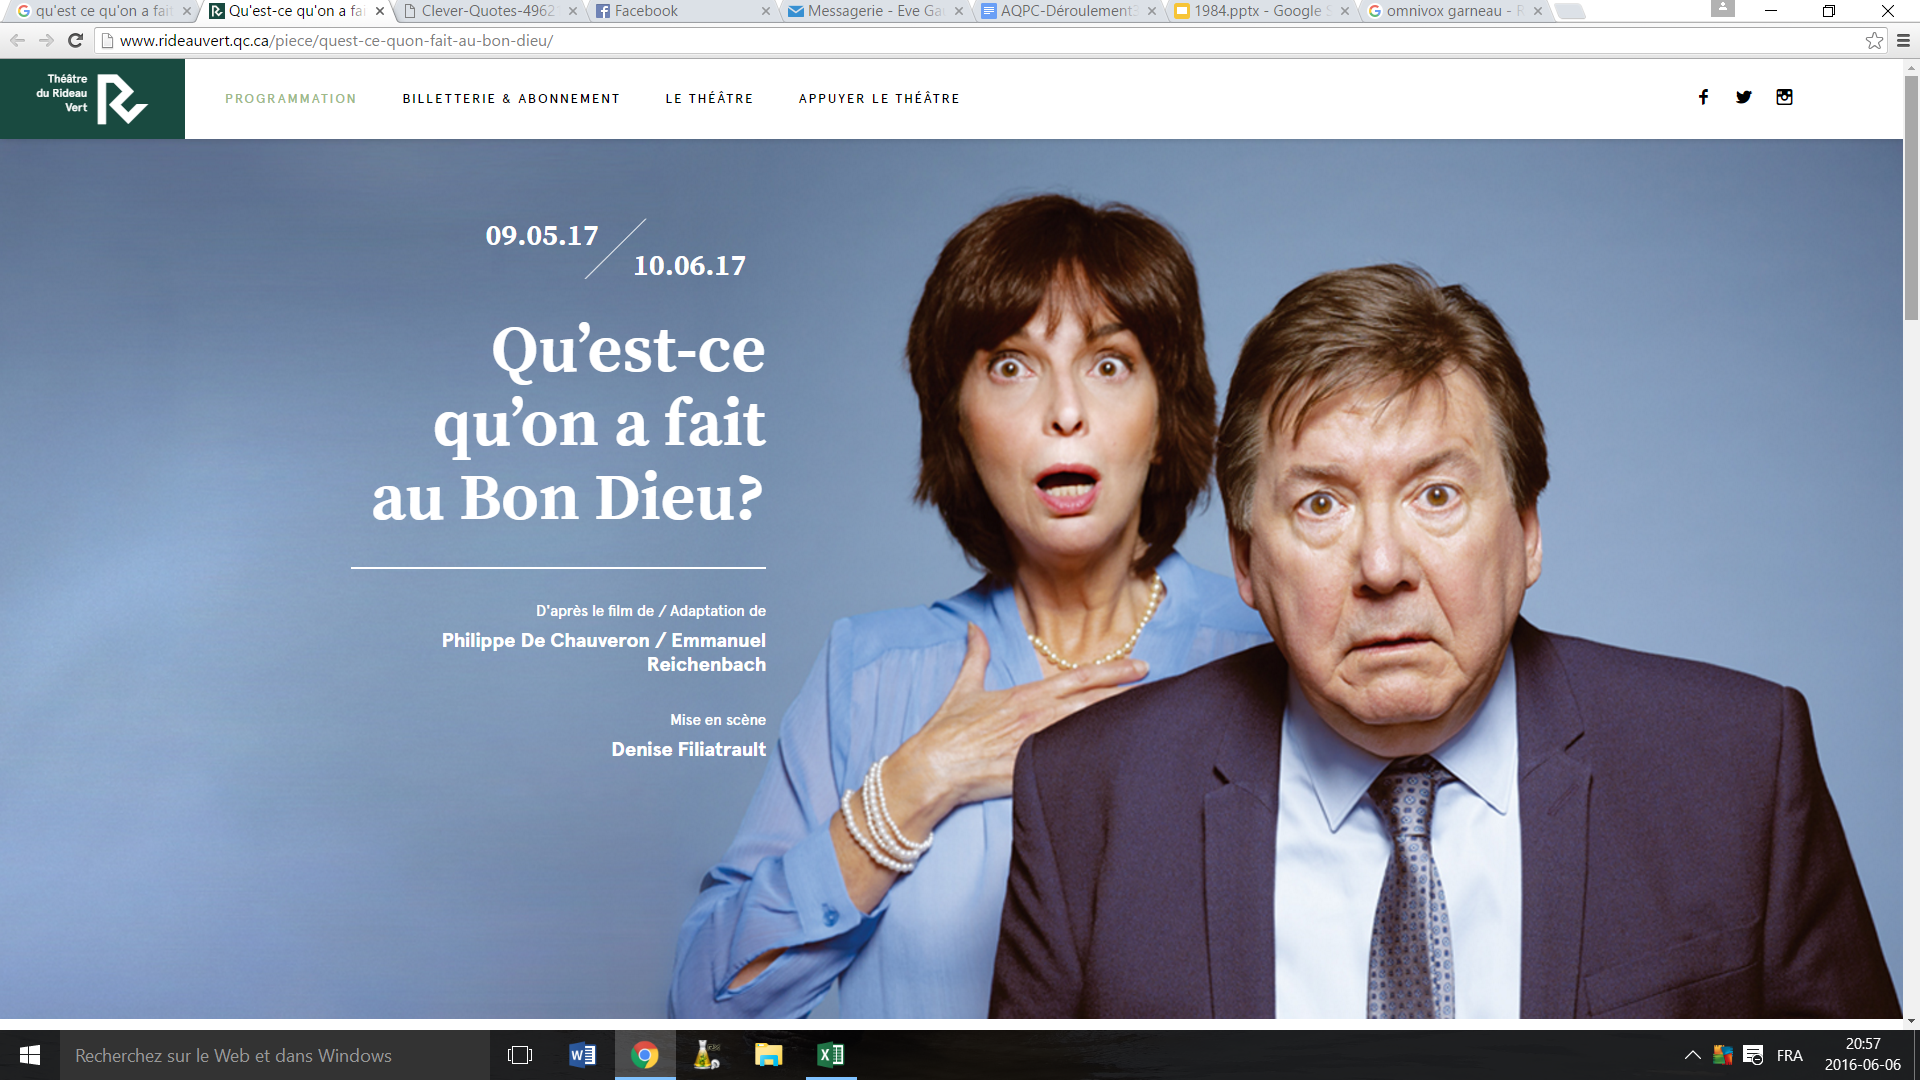 qu'est ce qu'on a fait
Qu'est-ce qu'on a fai
Clever-Quotes-4962
Facebook
Messagerie - Eve Ga
AQPC-Déroulement
1984.pptx - Google S
omnivox garneau - R
www.rideauvert.qc.ca/piece/quest-ce-quon-fait-au-bon-dieu/
Théâtre
du Rideau
Vert
PROGRAMMATION
BILLETTERIE & ABONNEMENT
LE THÉÂTRE
APPUYER LE THÉÂTRE
09.05.17
10.06.17
Qu’est-ce
qu’on a fait
au Bon Dieu?
D'après le film de / Adaptation de
Philippe De Chauveron / Emmanuel
Reichenbach
Mise en scène
Denise Filiatrault
Recherchez sur le Web et dans Windows
FRA
20:57
2016-06-06